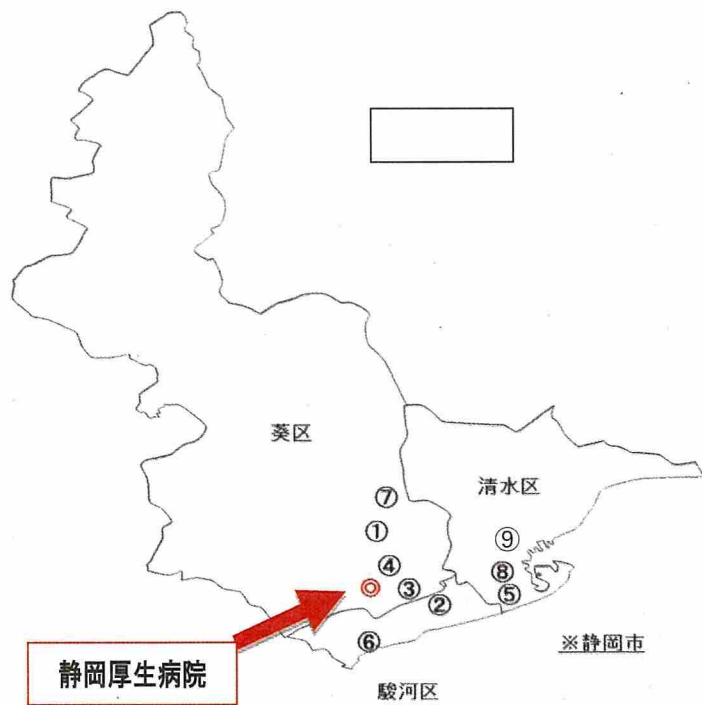 葵区
清水区
⑦
①
⑨
④
⑧
◎
③
⑤
②
⑥
※静岡市
静岡厚生病院
駿河区